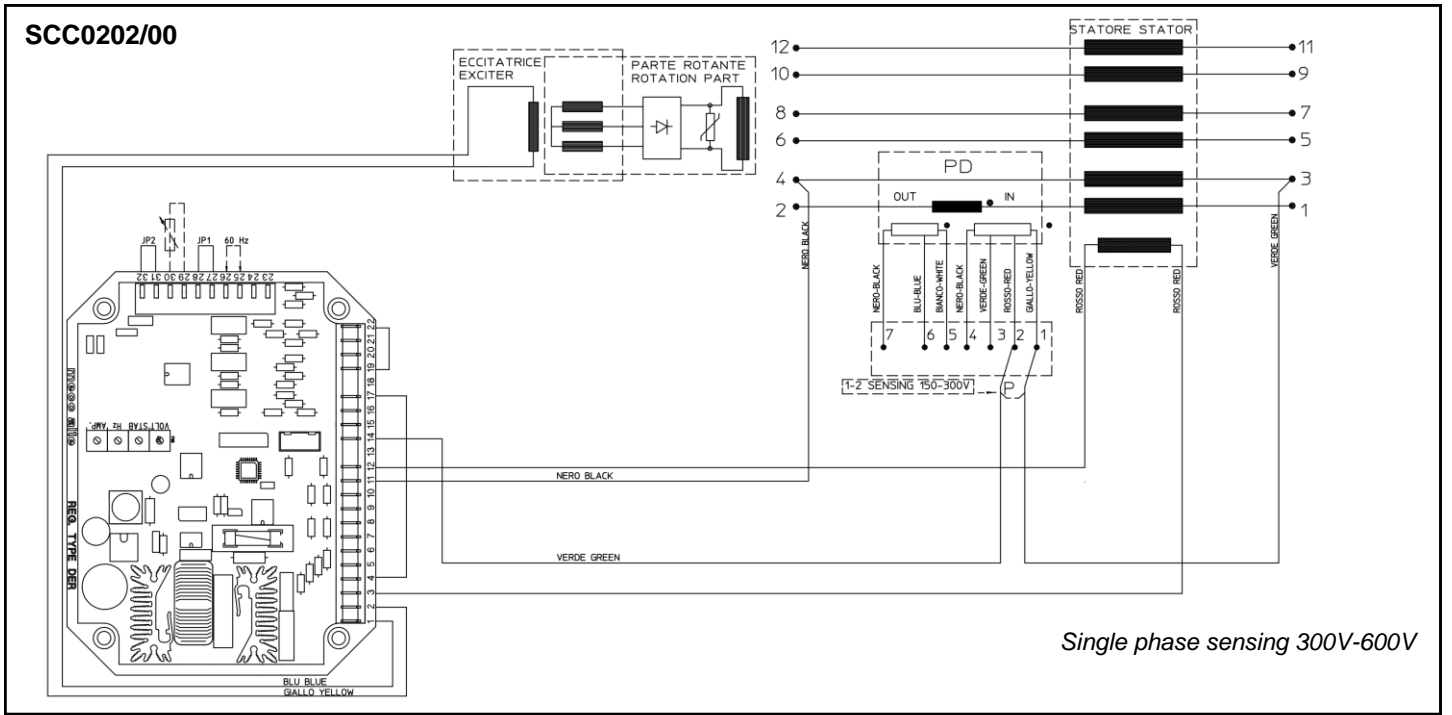 SCC0202/00
ECCITATRICE
EXCITER
PARTE ROTANTE
ROTATION PART
STATORE STATOR
12
11
10
9
8
7
6
5
4
3
2
1
PD
OUT
IN
NERO BLACK
VERDE GREEN
NERO-BLACK
BLU-BLUE
BIANCO-WHITE
NERO-BLACK
VERDE-GREEN
ROSSO-RED
GIALLO-YELLOW
ROSSO RED
ROSSO RED
7
6
5
4
3
2
1
1-2 SENSING 150-300V
P
JP2
JP1
60 Hz
32 31 30 29 28 27 26 25 24 23
22
21
20
19
18
17
16
15
14
13
12
11
10
9
8
7
6
5
4
3
2
1
mecc alte
AMP. Hz STAB VOLT
REG. TYPE DER
NERO BLACK
VERDE GREEN
BLU BLUE
GIALLO YELLOW
Single phase sensing 300V-600V